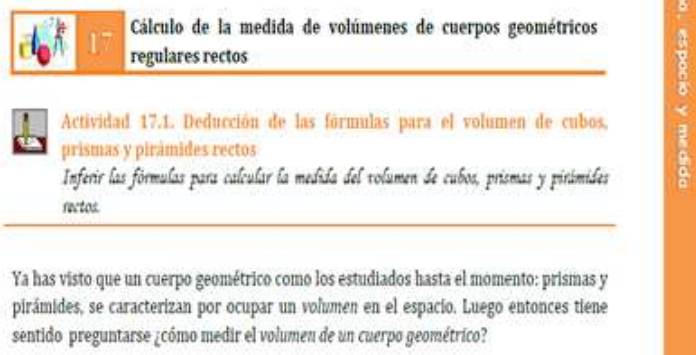 17
Cálculo de la medida de volúmenes de cuerpos geométricos
regulares rectos
Actividad 17.1. Deducción de las fórmulas para el volumen de cubos,
prismas y pirámides rectos
Inferir las fórmulas para calcular la medida del volumen de cubos, prismas y pirámides
rectos.
Ya has visto que un cuerpo geométrico como los estudiados hasta el momento: prismas y
pirámides, se caracterizan por ocupar un volumen en el espacio. Luego entonces tiene
sentido preguntarse ¿cómo medir el volumen de un cuerpo geométrico?
espacio y medida